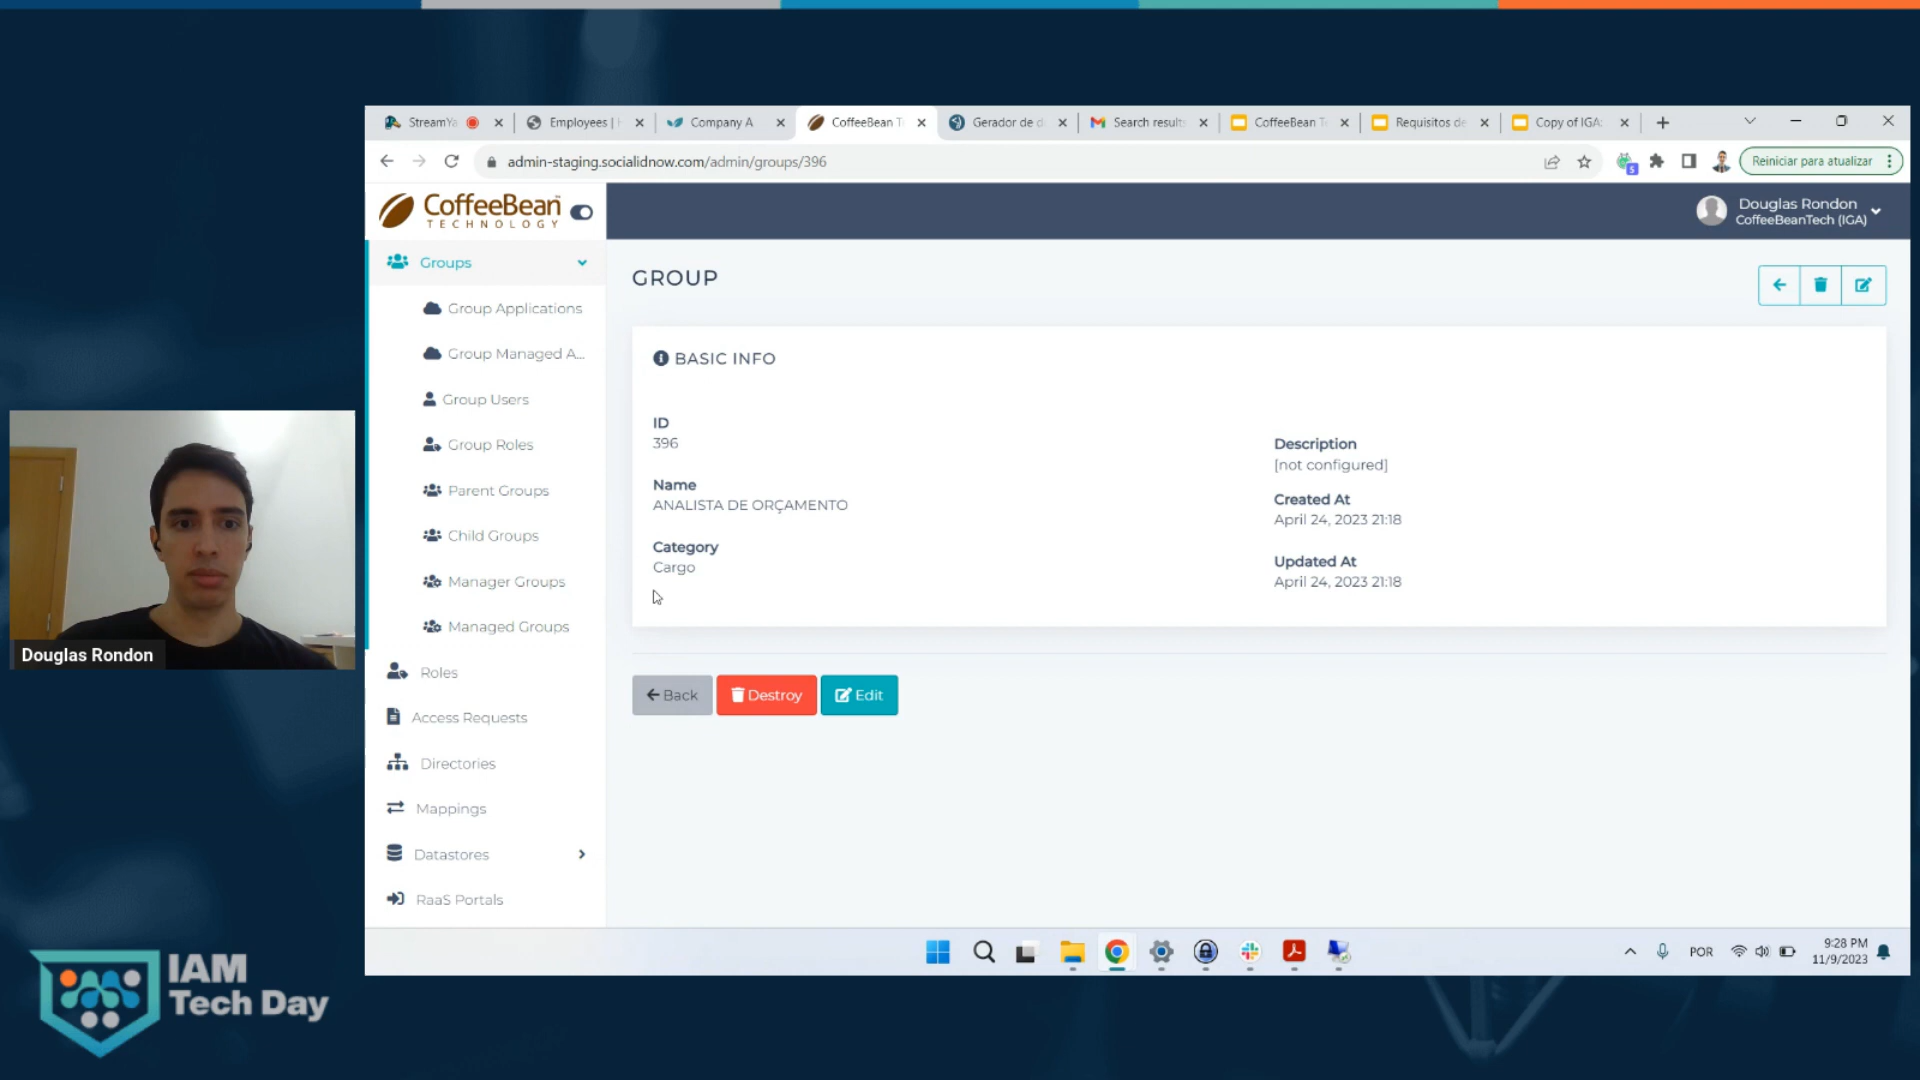 StreamYa
Employees | H
Company A
CoffeeBean T
Gerador de d
Search results
CoffeeBean T
Requisitos de
Copy of IGA:
admin-staging.socialidnow.com/admin/groups/396
5
Reiniciar para atualizar
CoffeeBean™
TECHNOLOGY
Douglas Rondon
CoffeeBeanTech (IGA)
Groups
Group Applications
Group Managed A...
Group Users
Group Roles
Parent Groups
Child Groups
Manager Groups
Managed Groups
Roles
Access Requests
Directories
Mappings
Datastores
RaaS Portals
GROUP
BASIC INFO
ID
396
Name
ANALISTA DE ORÇAMENTO
Category
Cargo
Description
[not configured]
Created At
April 24, 2023 21:18
Updated At
April 24, 2023 21:18
Back
Destroy
Edit
Douglas Rondon
IAM
Tech Day
POR
9:28 PM
11/9/2023